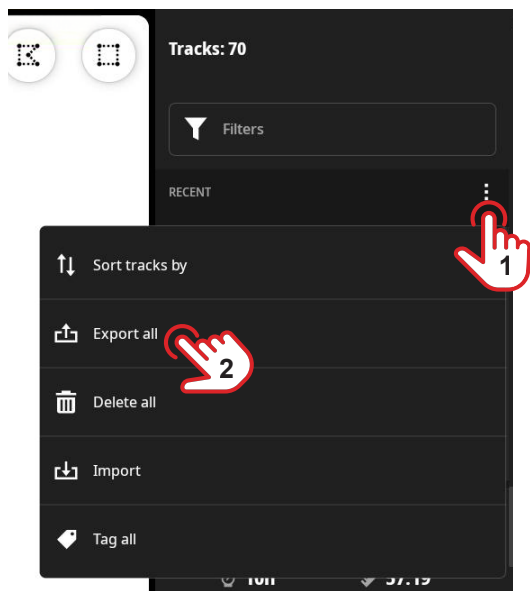 Tracks: 70
Filters
RECENT
1
Sort tracks by
Export all
2
Delete all
Import
Tag all